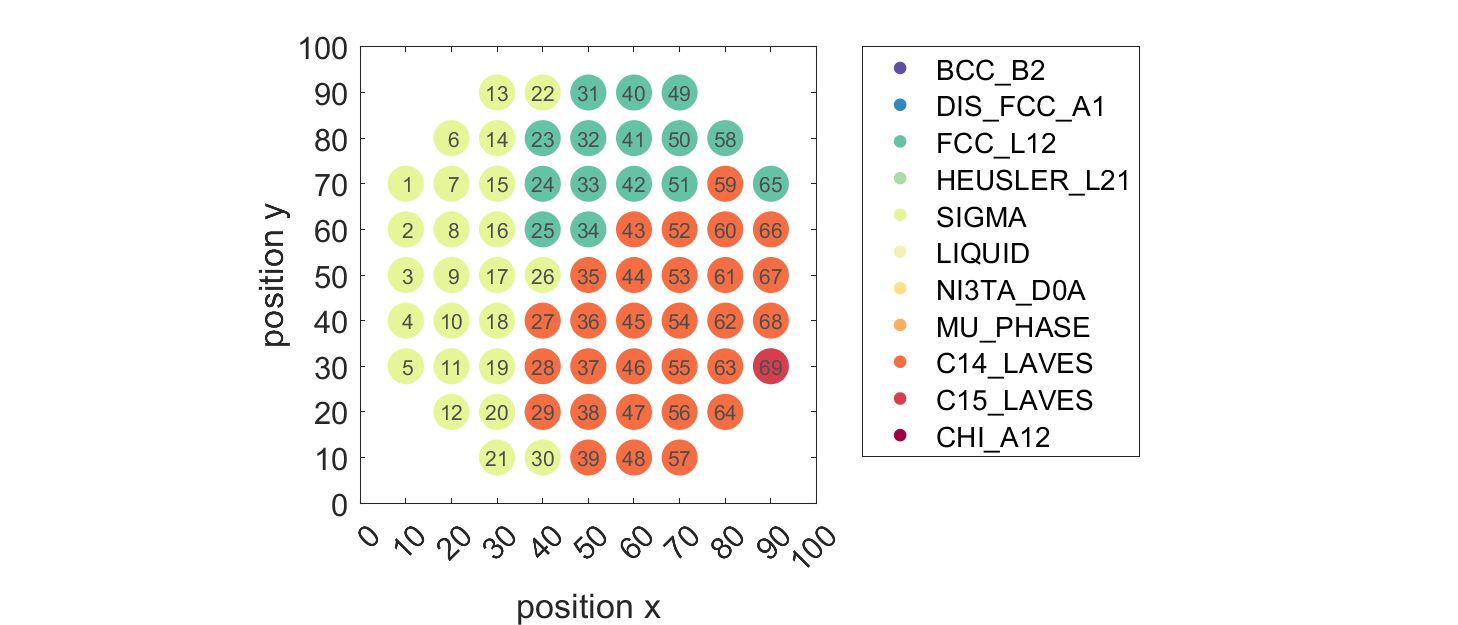 100
90
80
70
60
50
40
30
20
10
0
position y
13 22 31 40 49
6 14 23 32 41 50 58
1 7 15 24 33 42 51 59 65
2 8 16 25 34 43 52 60 66
3 9 17 26 35 44 53 61 67
4 10 18 27 36 45 54 62 68
5 11 19 28 37 46 55 63 69
12 20 29 38 47 56 64
21 30 39 48 57
0 10 20 30 40 50 60 70 80 90 100
position x
BCC_B2
DIS_FCC_A1
FCC_L12
HEUSLER_L21
SIGMA
LIQUID
NI3TA_D0A
MU_PHASE
C14_LAVES
C15_LAVES
CHI_A12